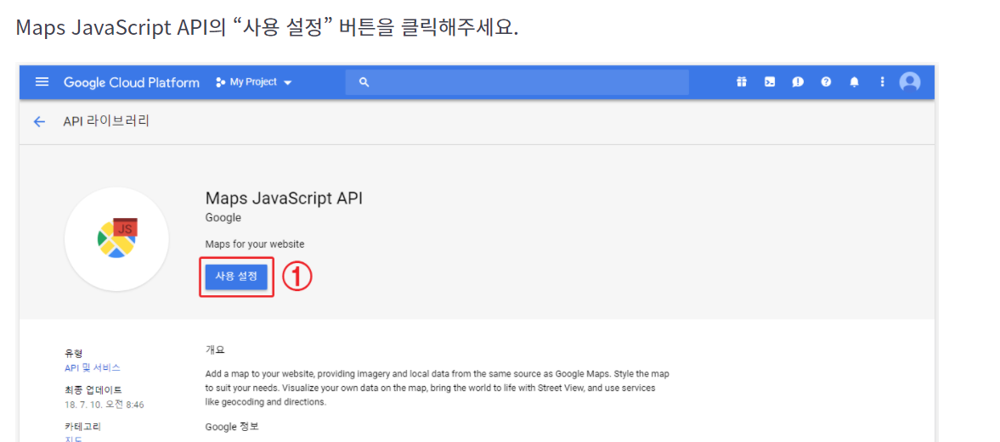 Maps JavaScript API의 “사용 설정” 버튼을 클릭해주세요.
Google Cloud Platform My Project
API 라이브러리
JS
Maps JavaScript API
Google
Maps for your website
사용 설정 ①
유형
API 및 서비스
최종 업데이트
18. 7. 10. 오전 8:46
카테고리
지도
개요
Add a map to your website, providing imagery and local data from the same source as Google Maps. Style the map
to suit your needs. Visualize your own data on the map, bring the world to life with Street View, and use services
like geocoding and directions.
Google 정보